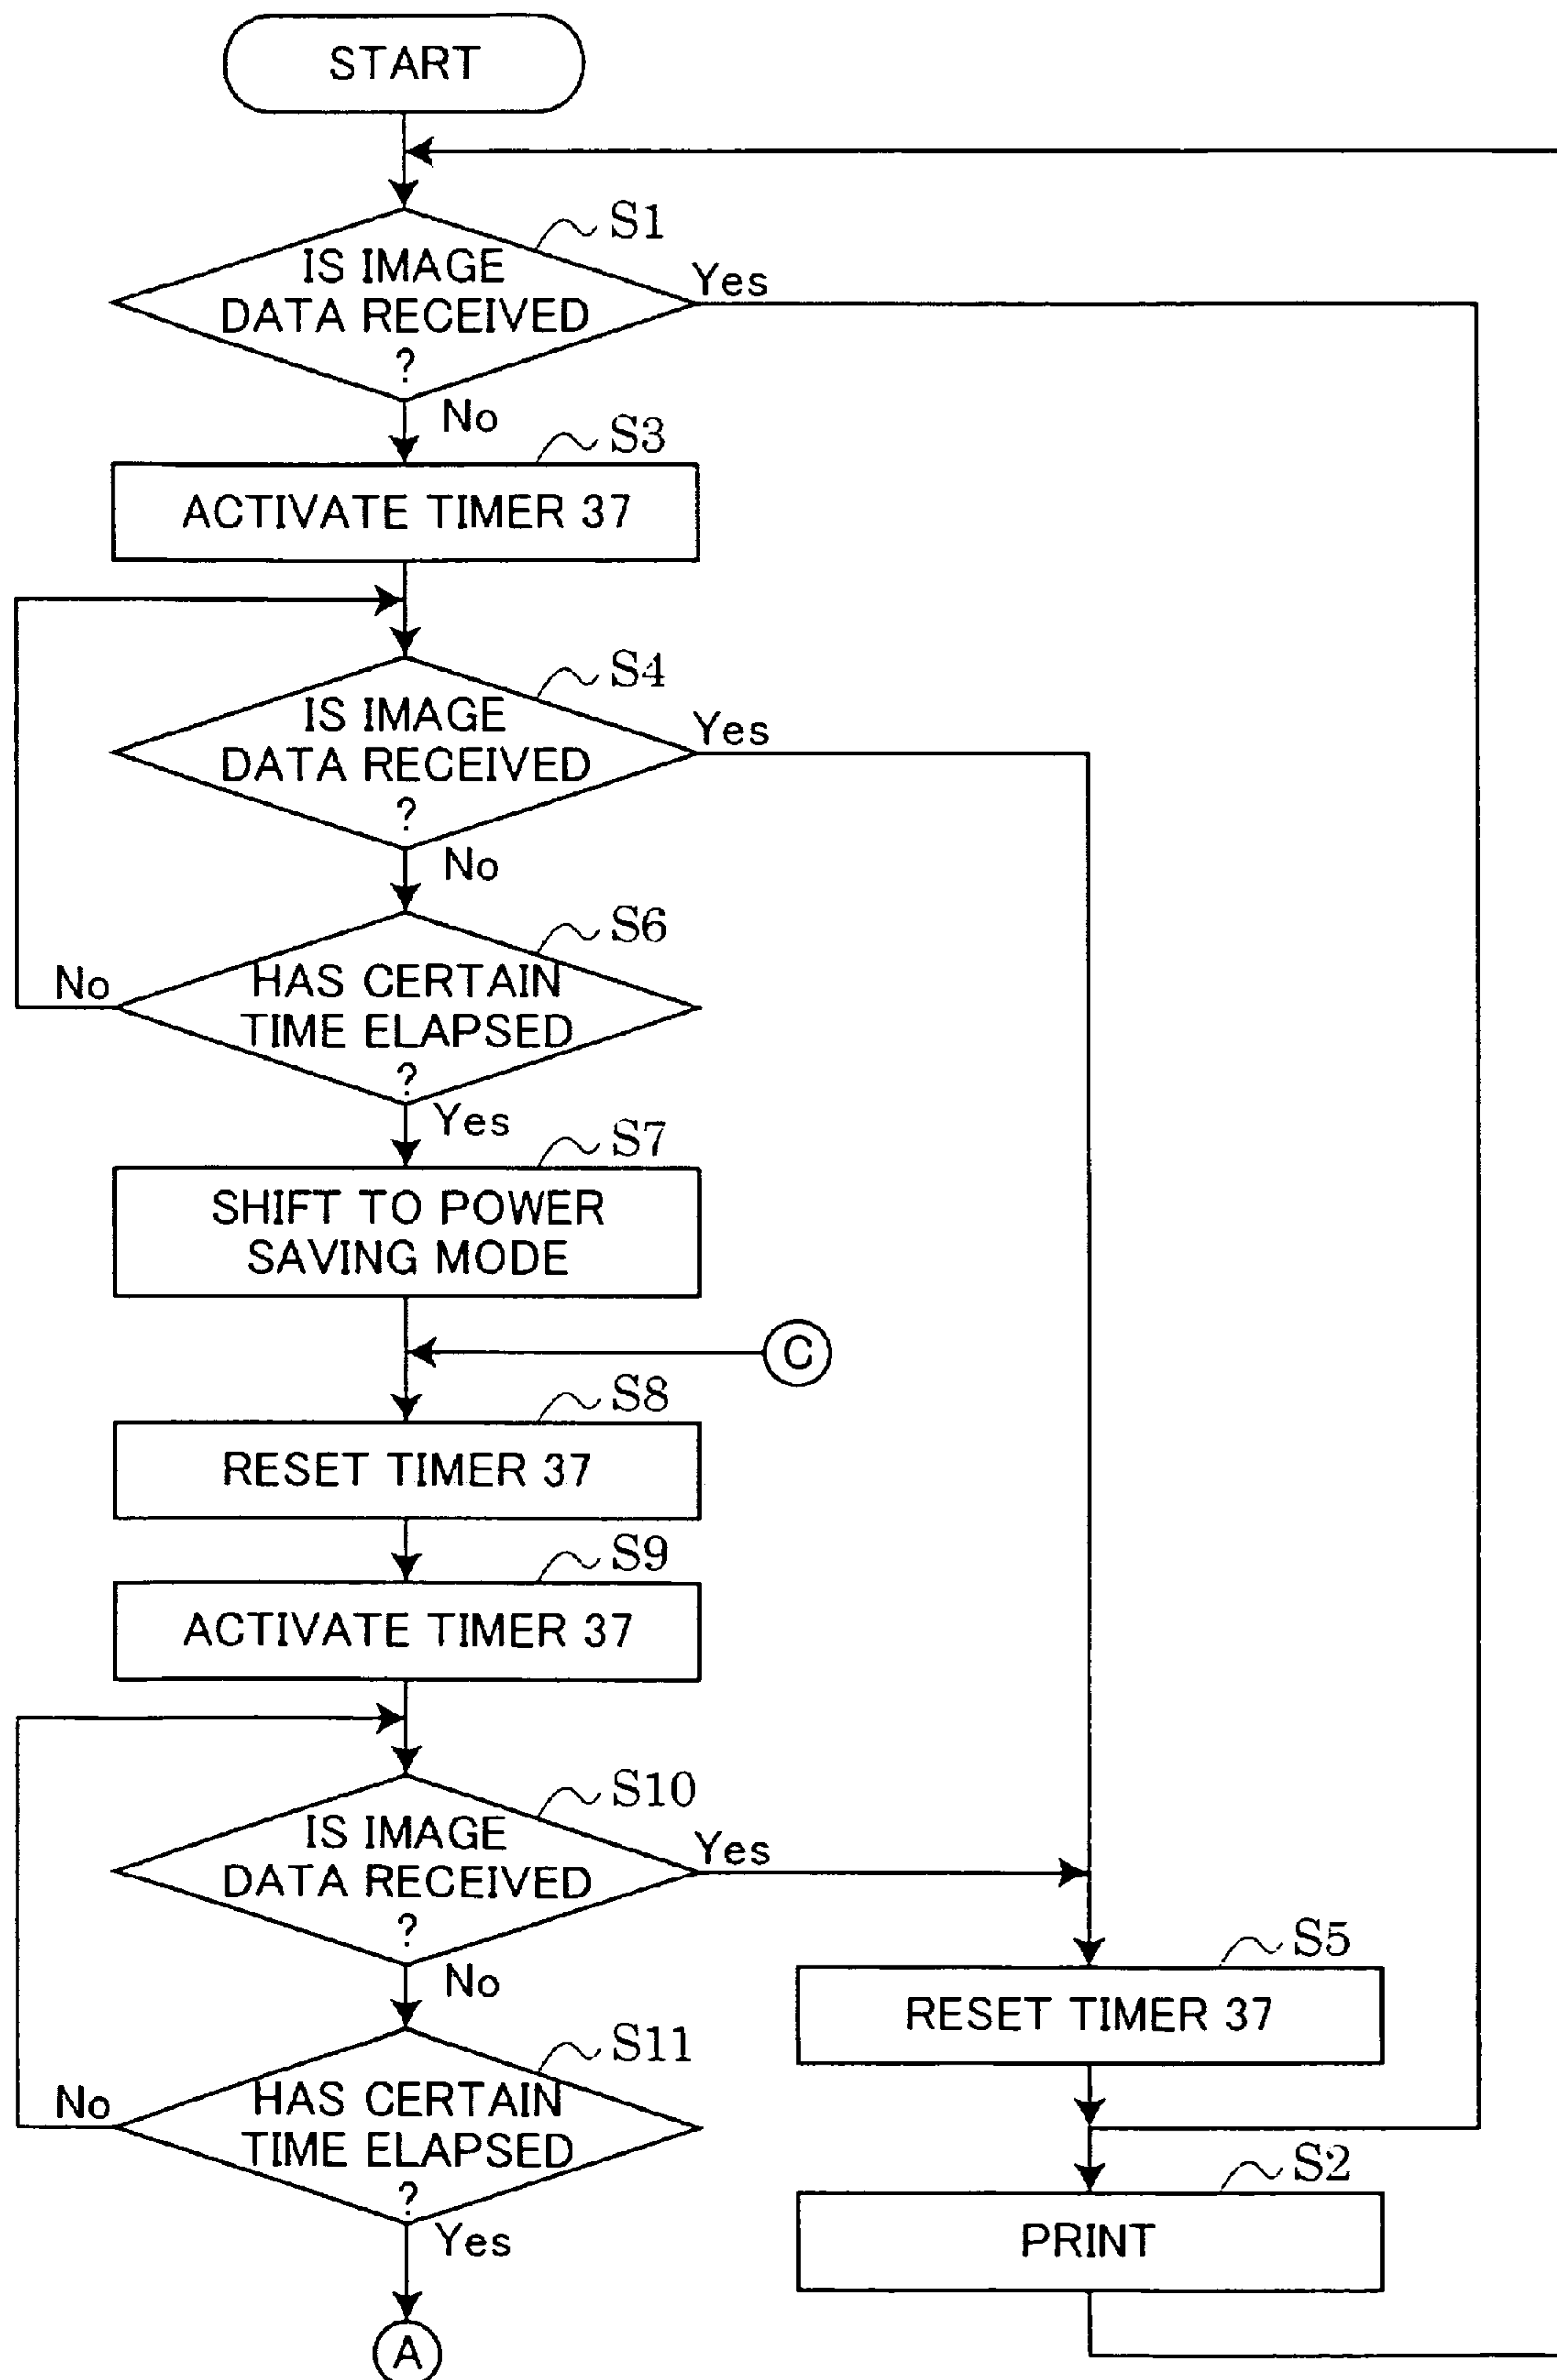 START
S1
IS IMAGE
DATA RECEIVED
?
Yes
No
S3
ACTIVATE TIMER 37
S4
IS IMAGE
DATA RECEIVED
?
Yes
No
S6
HAS CERTAIN
TIME ELAPSED
?
No
Yes
S7
SHIFT TO POWER
SAVING MODE
C
S8
RESET TIMER 37
S9
ACTIVATE TIMER 37
S10
IS IMAGE
DATA RECEIVED
?
Yes
No
S5
RESET TIMER 37
S11
HAS CERTAIN
TIME ELAPSED
?
No
Yes
S2
PRINT
A